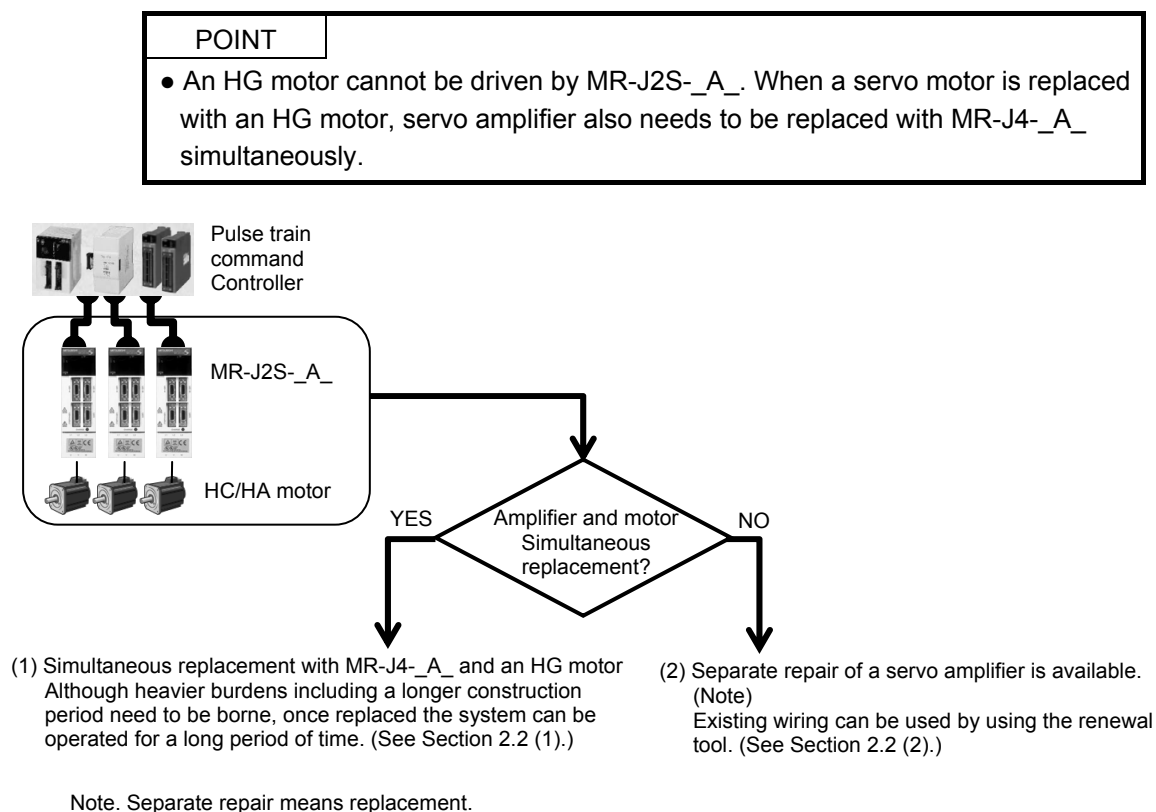 POINT
● An HG motor cannot be driven by MR-J2S-_A_. When a servo motor is replaced
with an HG motor, servo amplifier also needs to be replaced with MR-J4-_A_
simultaneously.
Pulse train
command
Controller
MR-J2S-_A_
HC/HA motor
YES
Amplifier and motor
Simultaneous
replacement?
NO
(1) Simultaneous replacement with MR-J4-_A_ and an HG motor
Although heavier burdens including a longer construction
period need to be borne, once replaced the system can be
operated for a long period of time. (See Section 2.2 (1).)
(2) Separate repair of a servo amplifier is available.
(Note)
Existing wiring can be used by using the renewal
tool. (See Section 2.2 (2).)
Note. Separate repair means replacement.